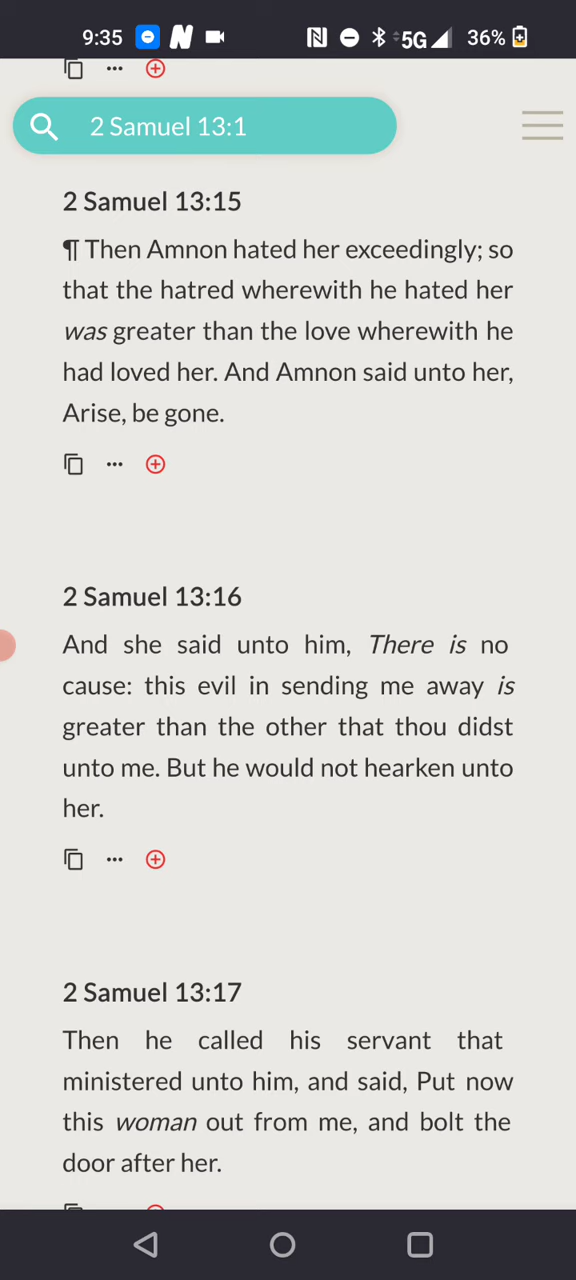 9:35
5G
36%
2 Samuel 13:1
2 Samuel 13:15
¶ Then Amnon hated her exceedingly; so
that the hatred wherewith he hated her
was greater than the love wherewith he
had loved her. And Amnon said unto her,
Arise, be gone.
2 Samuel 13:16
And she said unto him, There is no
cause: this evil in sending me away is
greater than the other that thou didst
unto me. But he would not hearken unto
her.
2 Samuel 13:17
Then he called his servant that
ministered unto him, and said, Put now
this woman out from me, and bolt the
door after her.